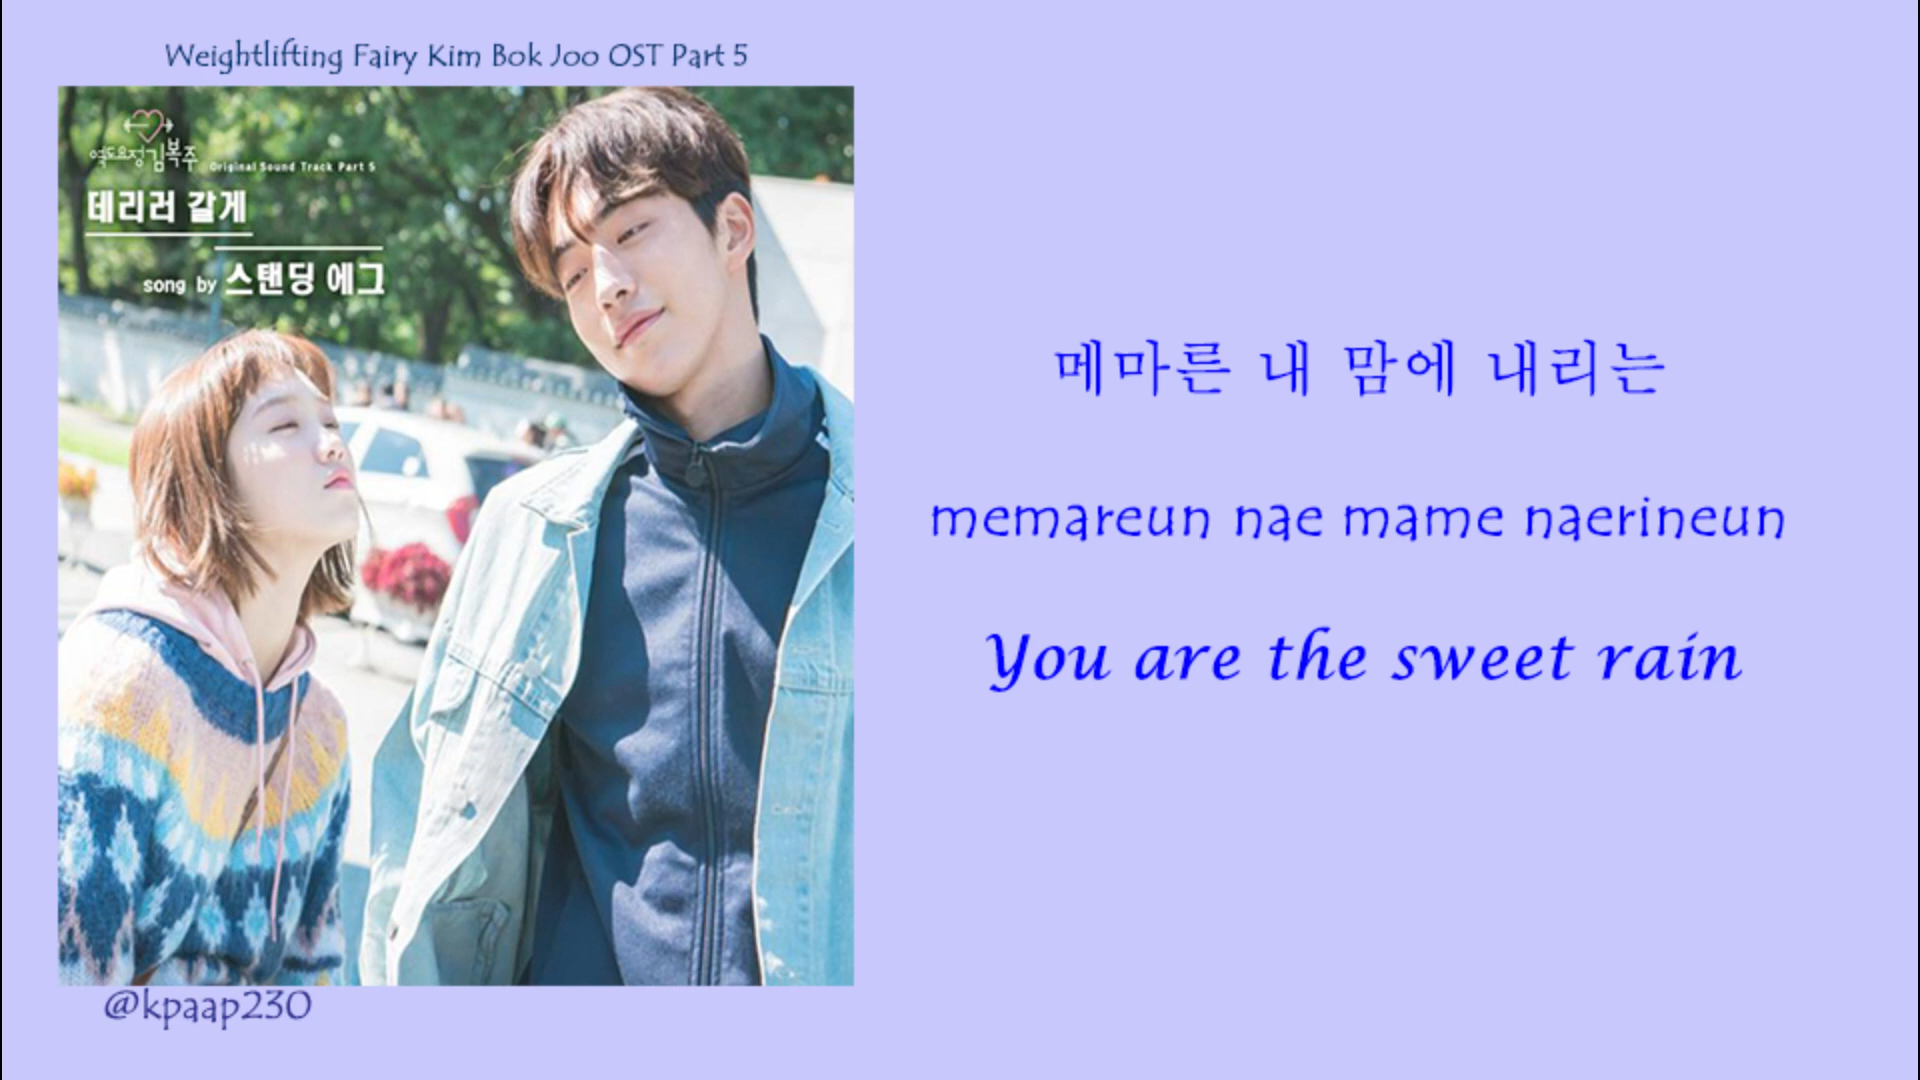 Weightlifting Fairy Kim Bok Joo OST Part 5
역도요정 김복주 Original Sound Track Part 5
데리러 갈게
song by 스탠딩 에그
메마른 내 맘에 내리는
memareun nae mame naerineun
You are the sweet rain
@kpaap230